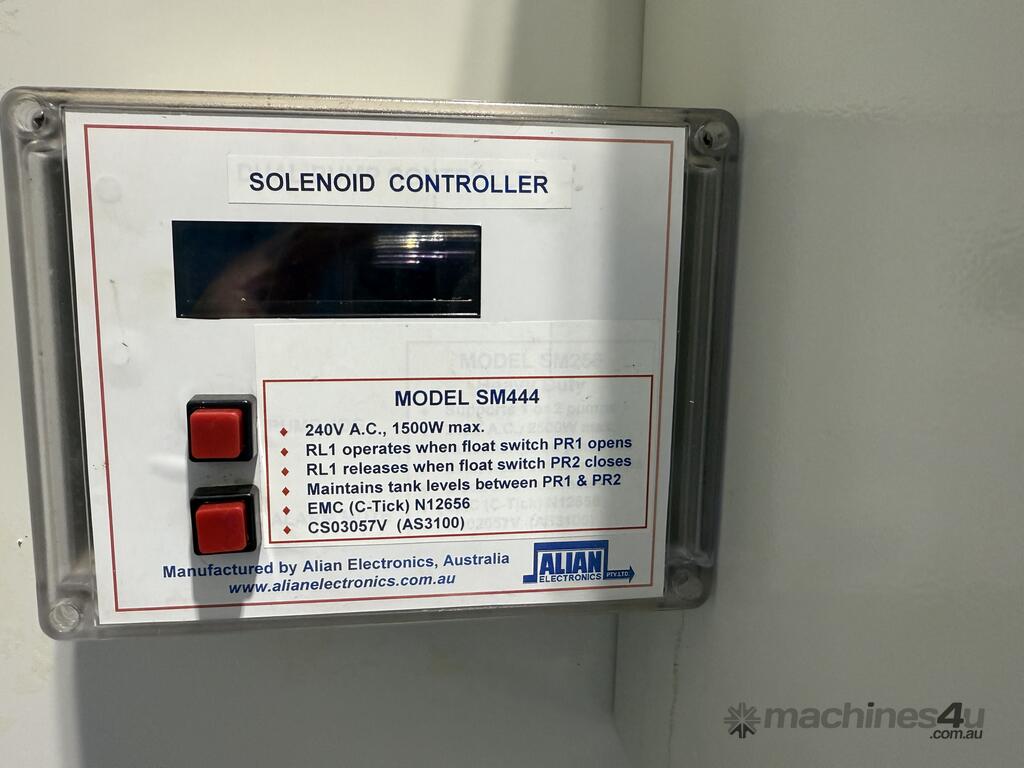 SOLENOID CONTROLLER
MODEL SM256
MODEL SM444
♦ 240V A.C., 1500W max.
♦ RL1 operates when float switch PR1 opens
♦ RL1 releases when float switch PR2 closes
♦ Maintains tank levels between PR1 & PR2
♦ EMC (C-Tick) N12656
♦ CS03057V (AS3100)
Manufactured by Alian Electronics, Australia
www.alianelectronics.com.au
ALIAN
ELECTRONICS PTY.LTD.
machines4u
.com.au